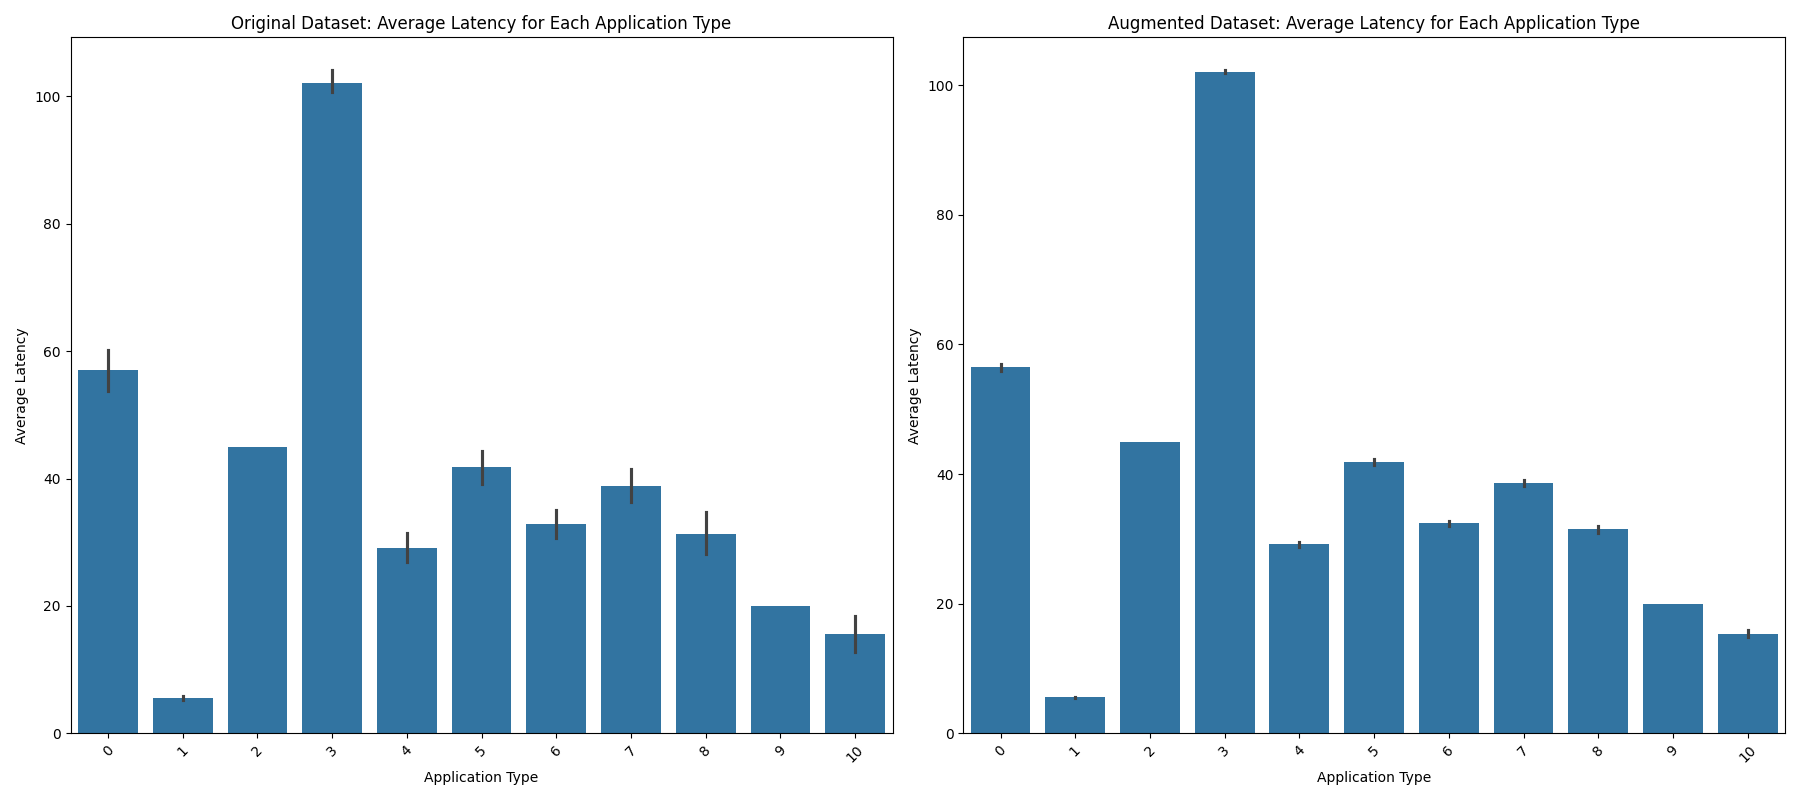 Original Dataset: Average Latency for Each Application Type
Average Latency
100
80
60
40
20
0
0 1 2 3 4 5 6 7 8 9 10
Application Type
Augmented Dataset: Average Latency for Each Application Type
Average Latency
100
80
60
40
20
0
0 1 2 3 4 5 6 7 8 9 10
Application Type